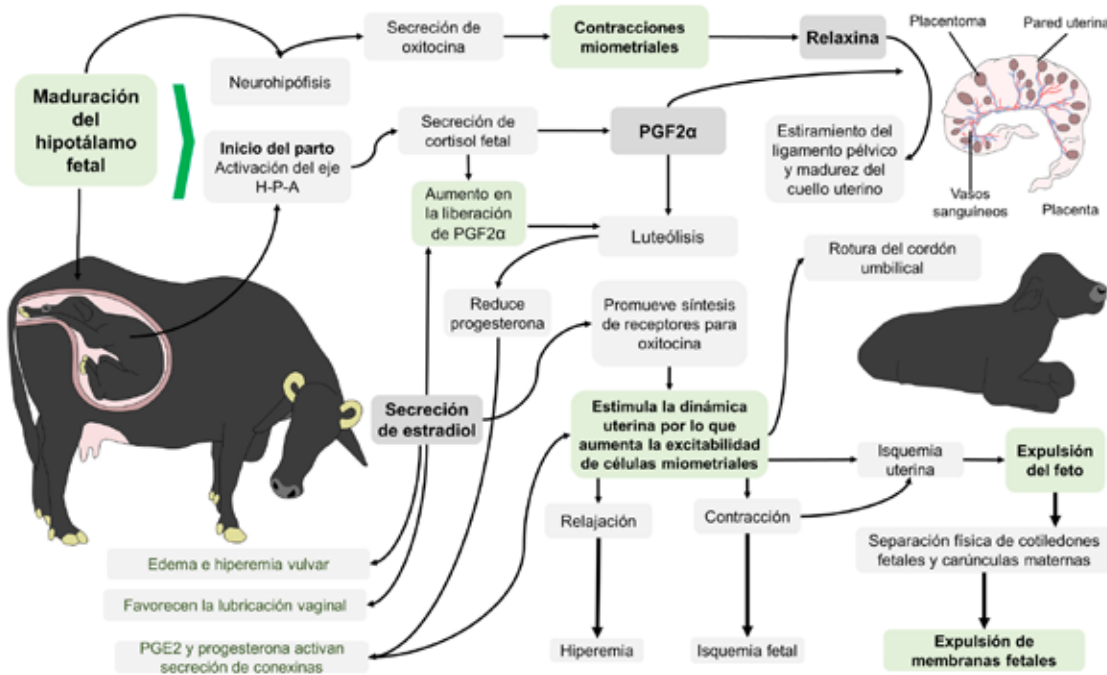 Secreción de
oxitocina
Contracciones
miometriales
Relaxina
Placentoma
Pared uterina
Vasos
sanguíneos
Placenta
Maduración
del
hipotálamo
fetal
Neurohipófisis
Inicio del parto
Activación del eje
H-P-A
Secreción de
cortisol fetal
PGF2α
Estiramiento del
ligamento pélvico
y madurez del
cuello uterino
Aumento en
la liberación
de PGF2α
Luteólisis
Rotura del cordón
umbilical
Reduce
progesterona
Promueve síntesis
de receptores para
oxitocina
Secreción
de estradiol
Estimula la dinámica
uterina por lo que
aumenta la excitabilidad
de células miometriales
Isquemia
uterina
Expulsión
del feto
Relajación
Contracción
Separación física de cotiledones
fetales y carúnculas maternas
Edema e hiperemia vulvar
Favorecen la lubricación vaginal
PGE2 y progesterona activan
secreción de conexinas
Hiperemia
Isquemia fetal
Expulsión de
membranas fetales